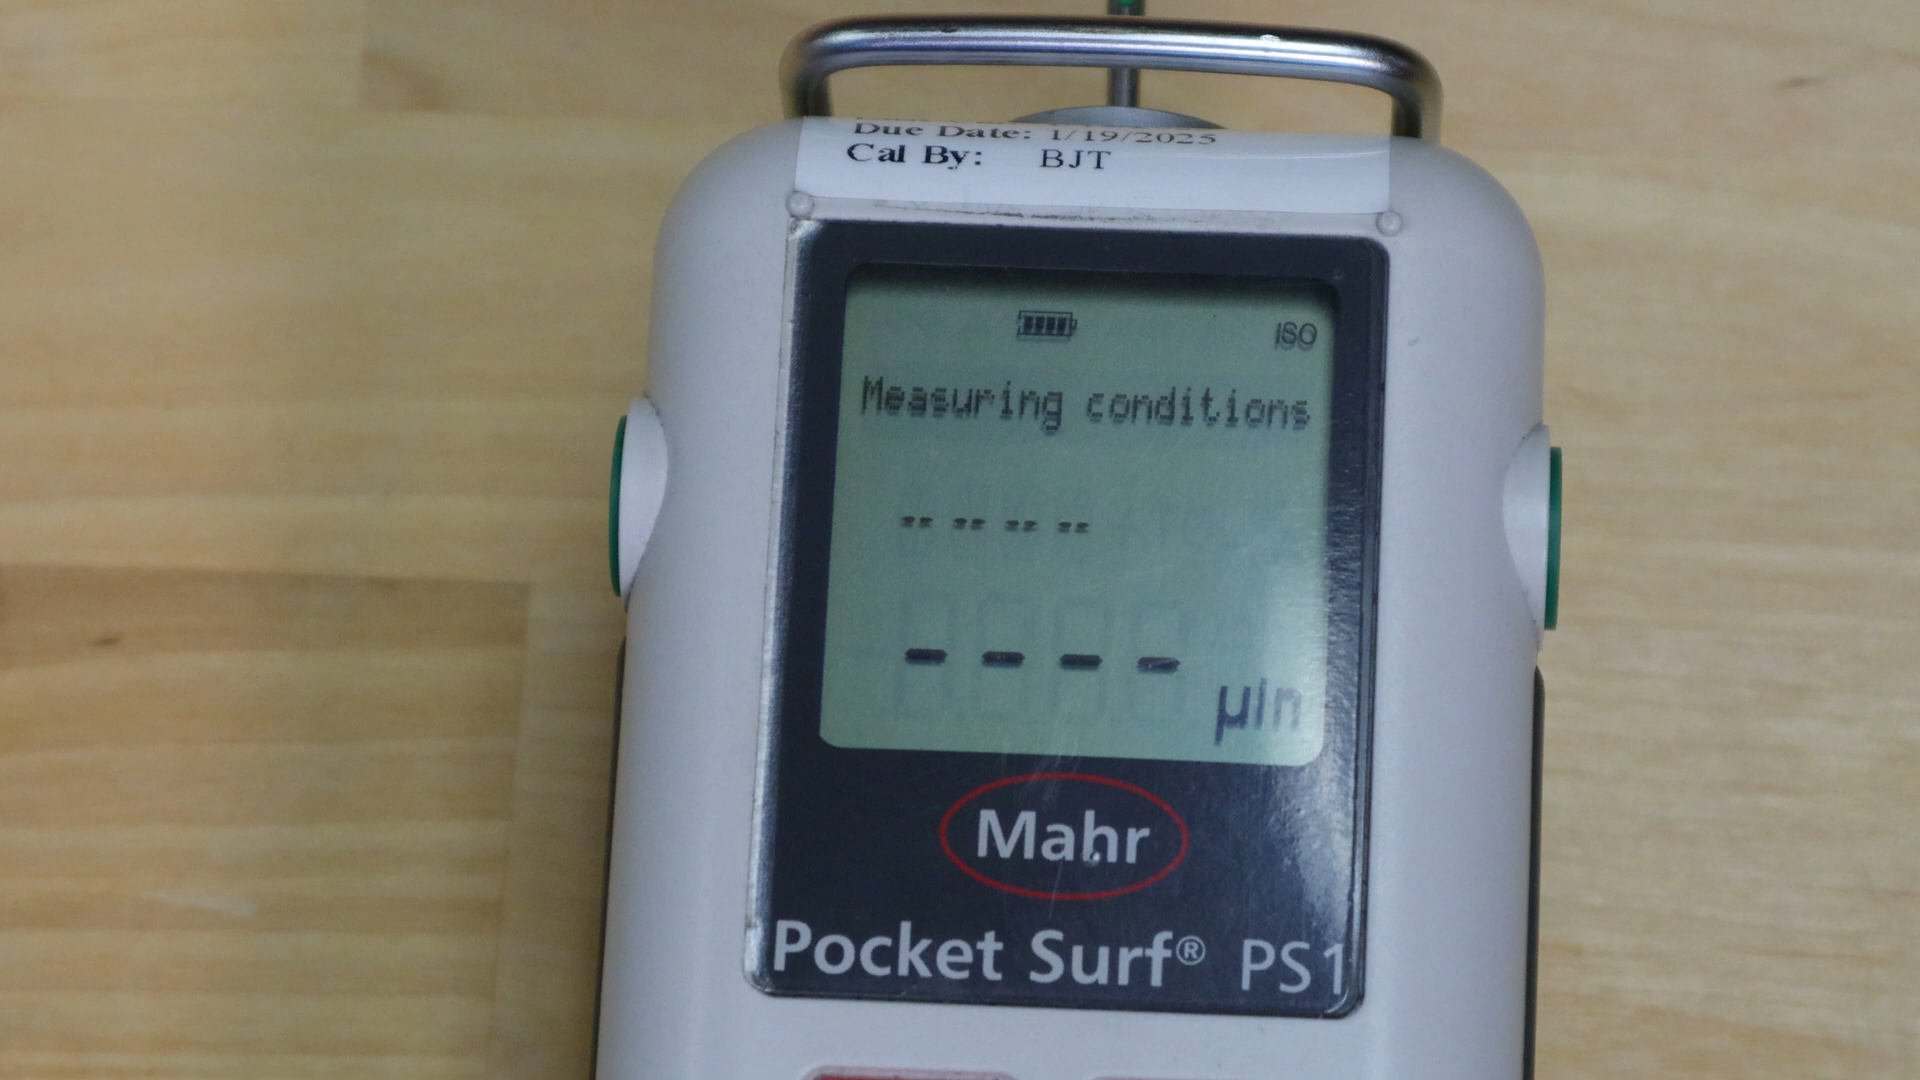 Due Date: 1/19/2025
Cal By: BJT
ISO
Measuring conditions
-- -- -- --
- - - -
µin
Mahr
Pocket Surf® PS1